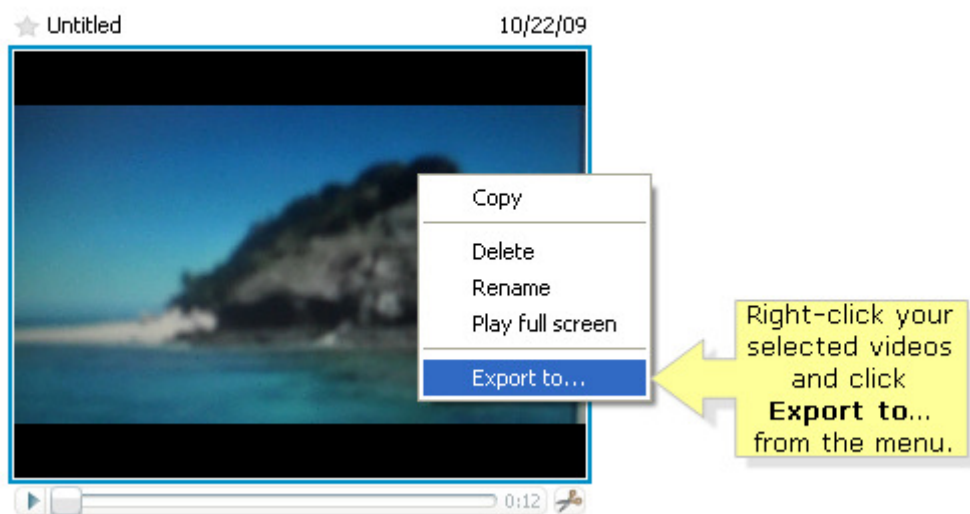 Untitled
10/22/09
Copy
Delete
Rename
Play full screen
Export to...
Right-click your
selected videos
and click
Export to...
from the menu.
0:12